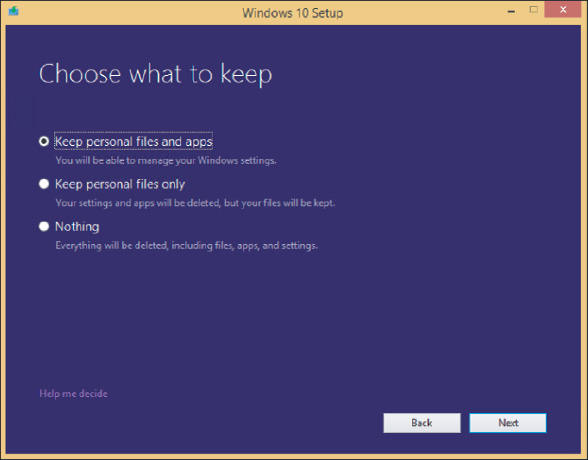 Windows 10 Setup
Choose what to keep
Keep personal files and apps
You will be able to manage your Windows settings.
Keep personal files only
Your settings and apps will be deleted, but your files will be kept.
Nothing
Everything will be deleted, including files, apps, and settings.
Help me decide
Back Next